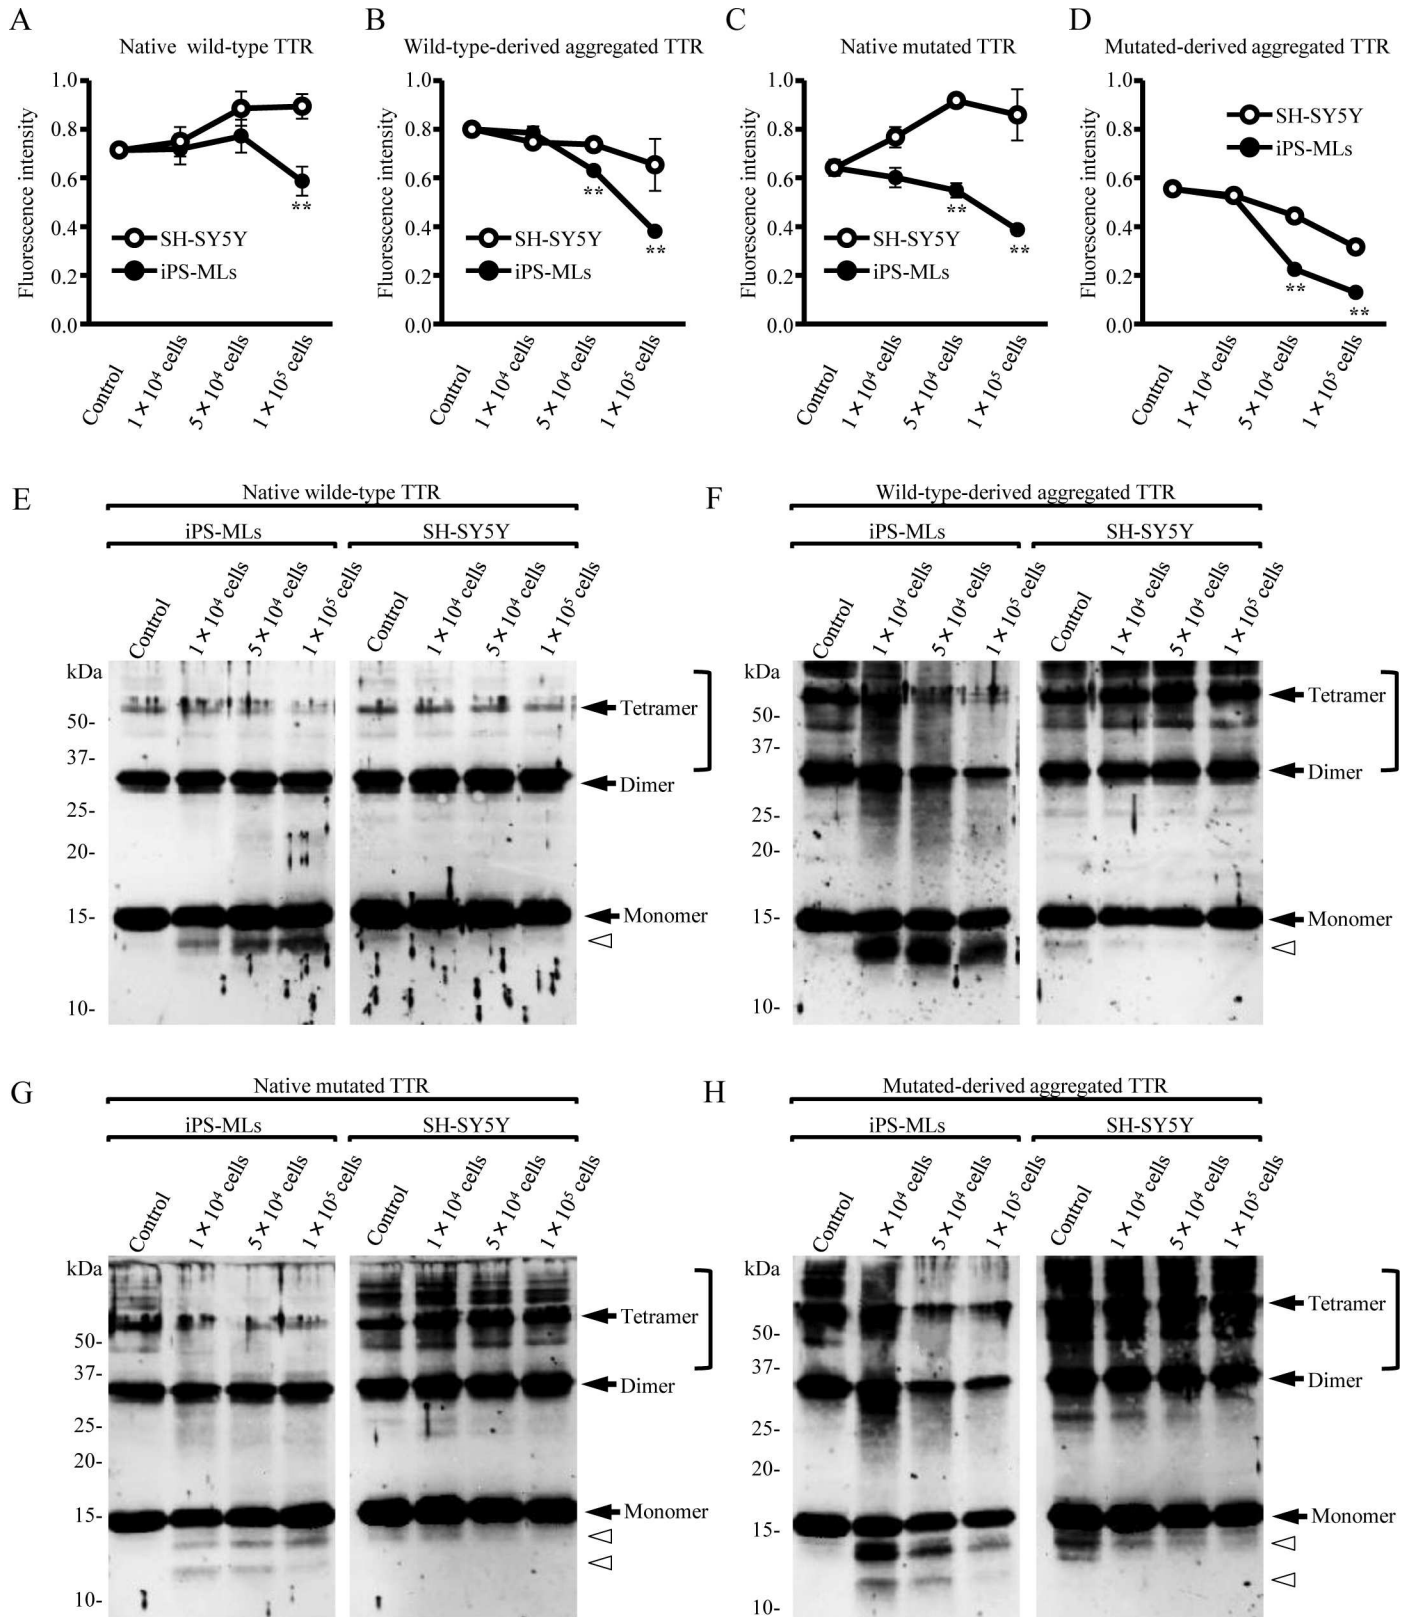 A
Native wild-type TTR
Fluorescence intensity
1.0
0.8
0.6
0.4
0.2
0.0
**
SH-SY5Y
iPS-MLs
Control
1 × 10⁴ cells
5 × 10⁴ cells
1 × 10⁵ cells
B
Wild-type-derived aggregated TTR
Fluorescence intensity
1.0
0.8
0.6
0.4
0.2
0.0
**
**
SH-SY5Y
iPS-MLs
Control
1 × 10⁴ cells
5 × 10⁴ cells
1 × 10⁵ cells
C
Native mutated TTR
Fluorescence intensity
1.0
0.8
0.6
0.4
0.2
0.0
**
**
SH-SY5Y
iPS-MLs
Control
1 × 10⁴ cells
5 × 10⁴ cells
1 × 10⁵ cells
D
Mutated-derived aggregated TTR
Fluorescence intensity
1.0
0.8
0.6
0.4
0.2
0.0
SH-SY5Y
iPS-MLs
**
**
Control
1 × 10⁴ cells
5 × 10⁴ cells
1 × 10⁵ cells
E
Native wilde-type TTR
iPS-MLs
SH-SY5Y
Control
1 × 10⁴ cells
5 × 10⁴ cells
1 × 10⁵ cells
Control
1 × 10⁴ cells
5 × 10⁴ cells
1 × 10⁵ cells
kDa
50-
37-
25-
20-
15-
10-
Tetramer
Dimer
Monomer
F
Wild-type-derived aggregated TTR
iPS-MLs
SH-SY5Y
Control
1 × 10⁴ cells
5 × 10⁴ cells
1 × 10⁵ cells
Control
1 × 10⁴ cells
5 × 10⁴ cells
1 × 10⁵ cells
kDa
50-
37-
25-
20-
15-
10-
Tetramer
Dimer
Monomer
G
Native mutated TTR
iPS-MLs
SH-SY5Y
Control
1 × 10⁴ cells
5 × 10⁴ cells
1 × 10⁵ cells
Control
1 × 10⁴ cells
5 × 10⁴ cells
1 × 10⁵ cells
kDa
50-
37-
25-
20-
15-
10-
Tetramer
Dimer
Monomer
H
Mutated-derived aggregated TTR
iPS-MLs
SH-SY5Y
Control
1 × 10⁴ cells
5 × 10⁴ cells
1 × 10⁵ cells
Control
1 × 10⁴ cells
5 × 10⁴ cells
1 × 10⁵ cells
kDa
50-
37-
25-
20-
15-
10-
Tetramer
Dimer
Monomer